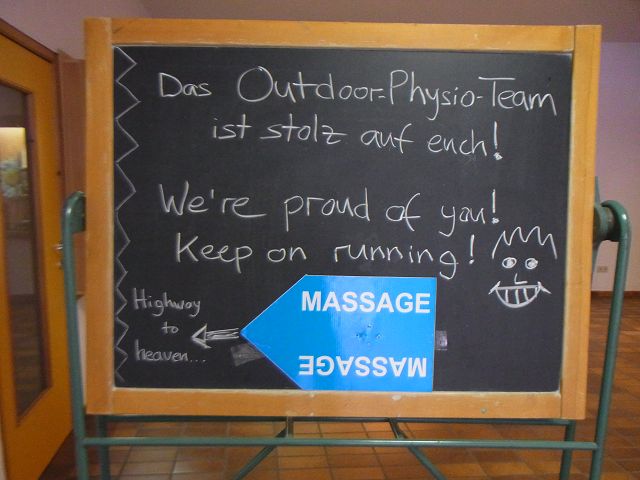 Das Outdoor-Physio-Team
ist stolz auf euch!
We're proud of you!
Keep on running!
Highway
to
heaven...
MASSAGE
MASSAGE